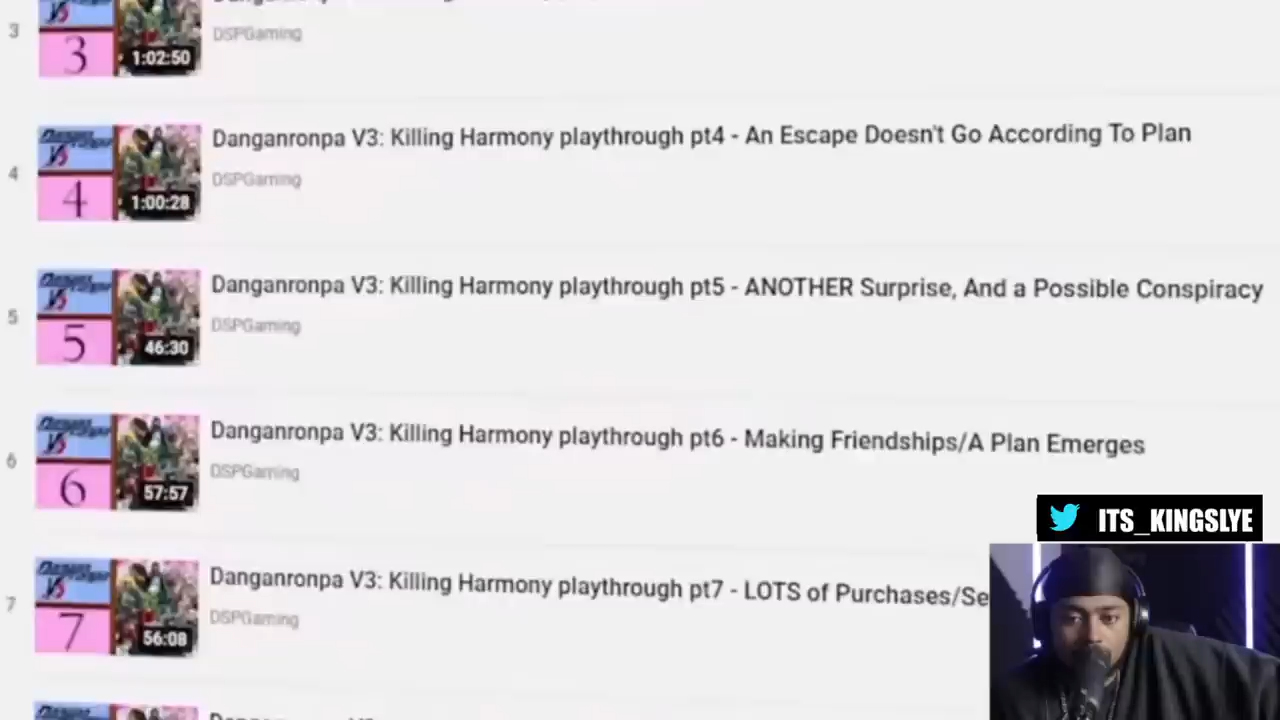 3
3
1:02:50
DSPGaming
4
4
1:00:28
Danganronpa V3: Killing Harmony playthrough pt4 - An Escape Doesn't Go According To Plan
DSPGaming
5
5
46:30
Danganronpa V3: Killing Harmony playthrough pt5 - ANOTHER Surprise, And a Possible Conspiracy
DSPGaming
6
6
57:57
Danganronpa V3: Killing Harmony playthrough pt6 - Making Friendships/A Plan Emerges
DSPGaming
ITS_KINGSLYE
7
7
56:08
Danganronpa V3: Killing Harmony playthrough pt7 - LOTS of Purchases/Se
DSPGaming